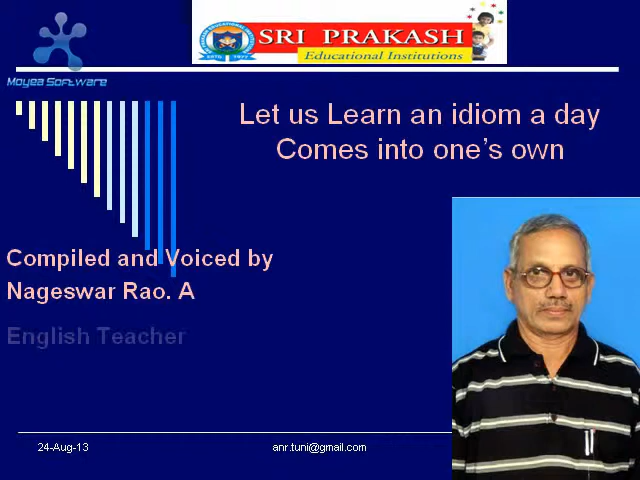 SRI PRAKASH
Educational Institutions
Moyea Software
Let us Learn an idiom a day
Comes into one's own
Compiled and Voiced by
Nageswar Rao. A
English Teacher
24-Aug-13
anr.tuni@gmail.com